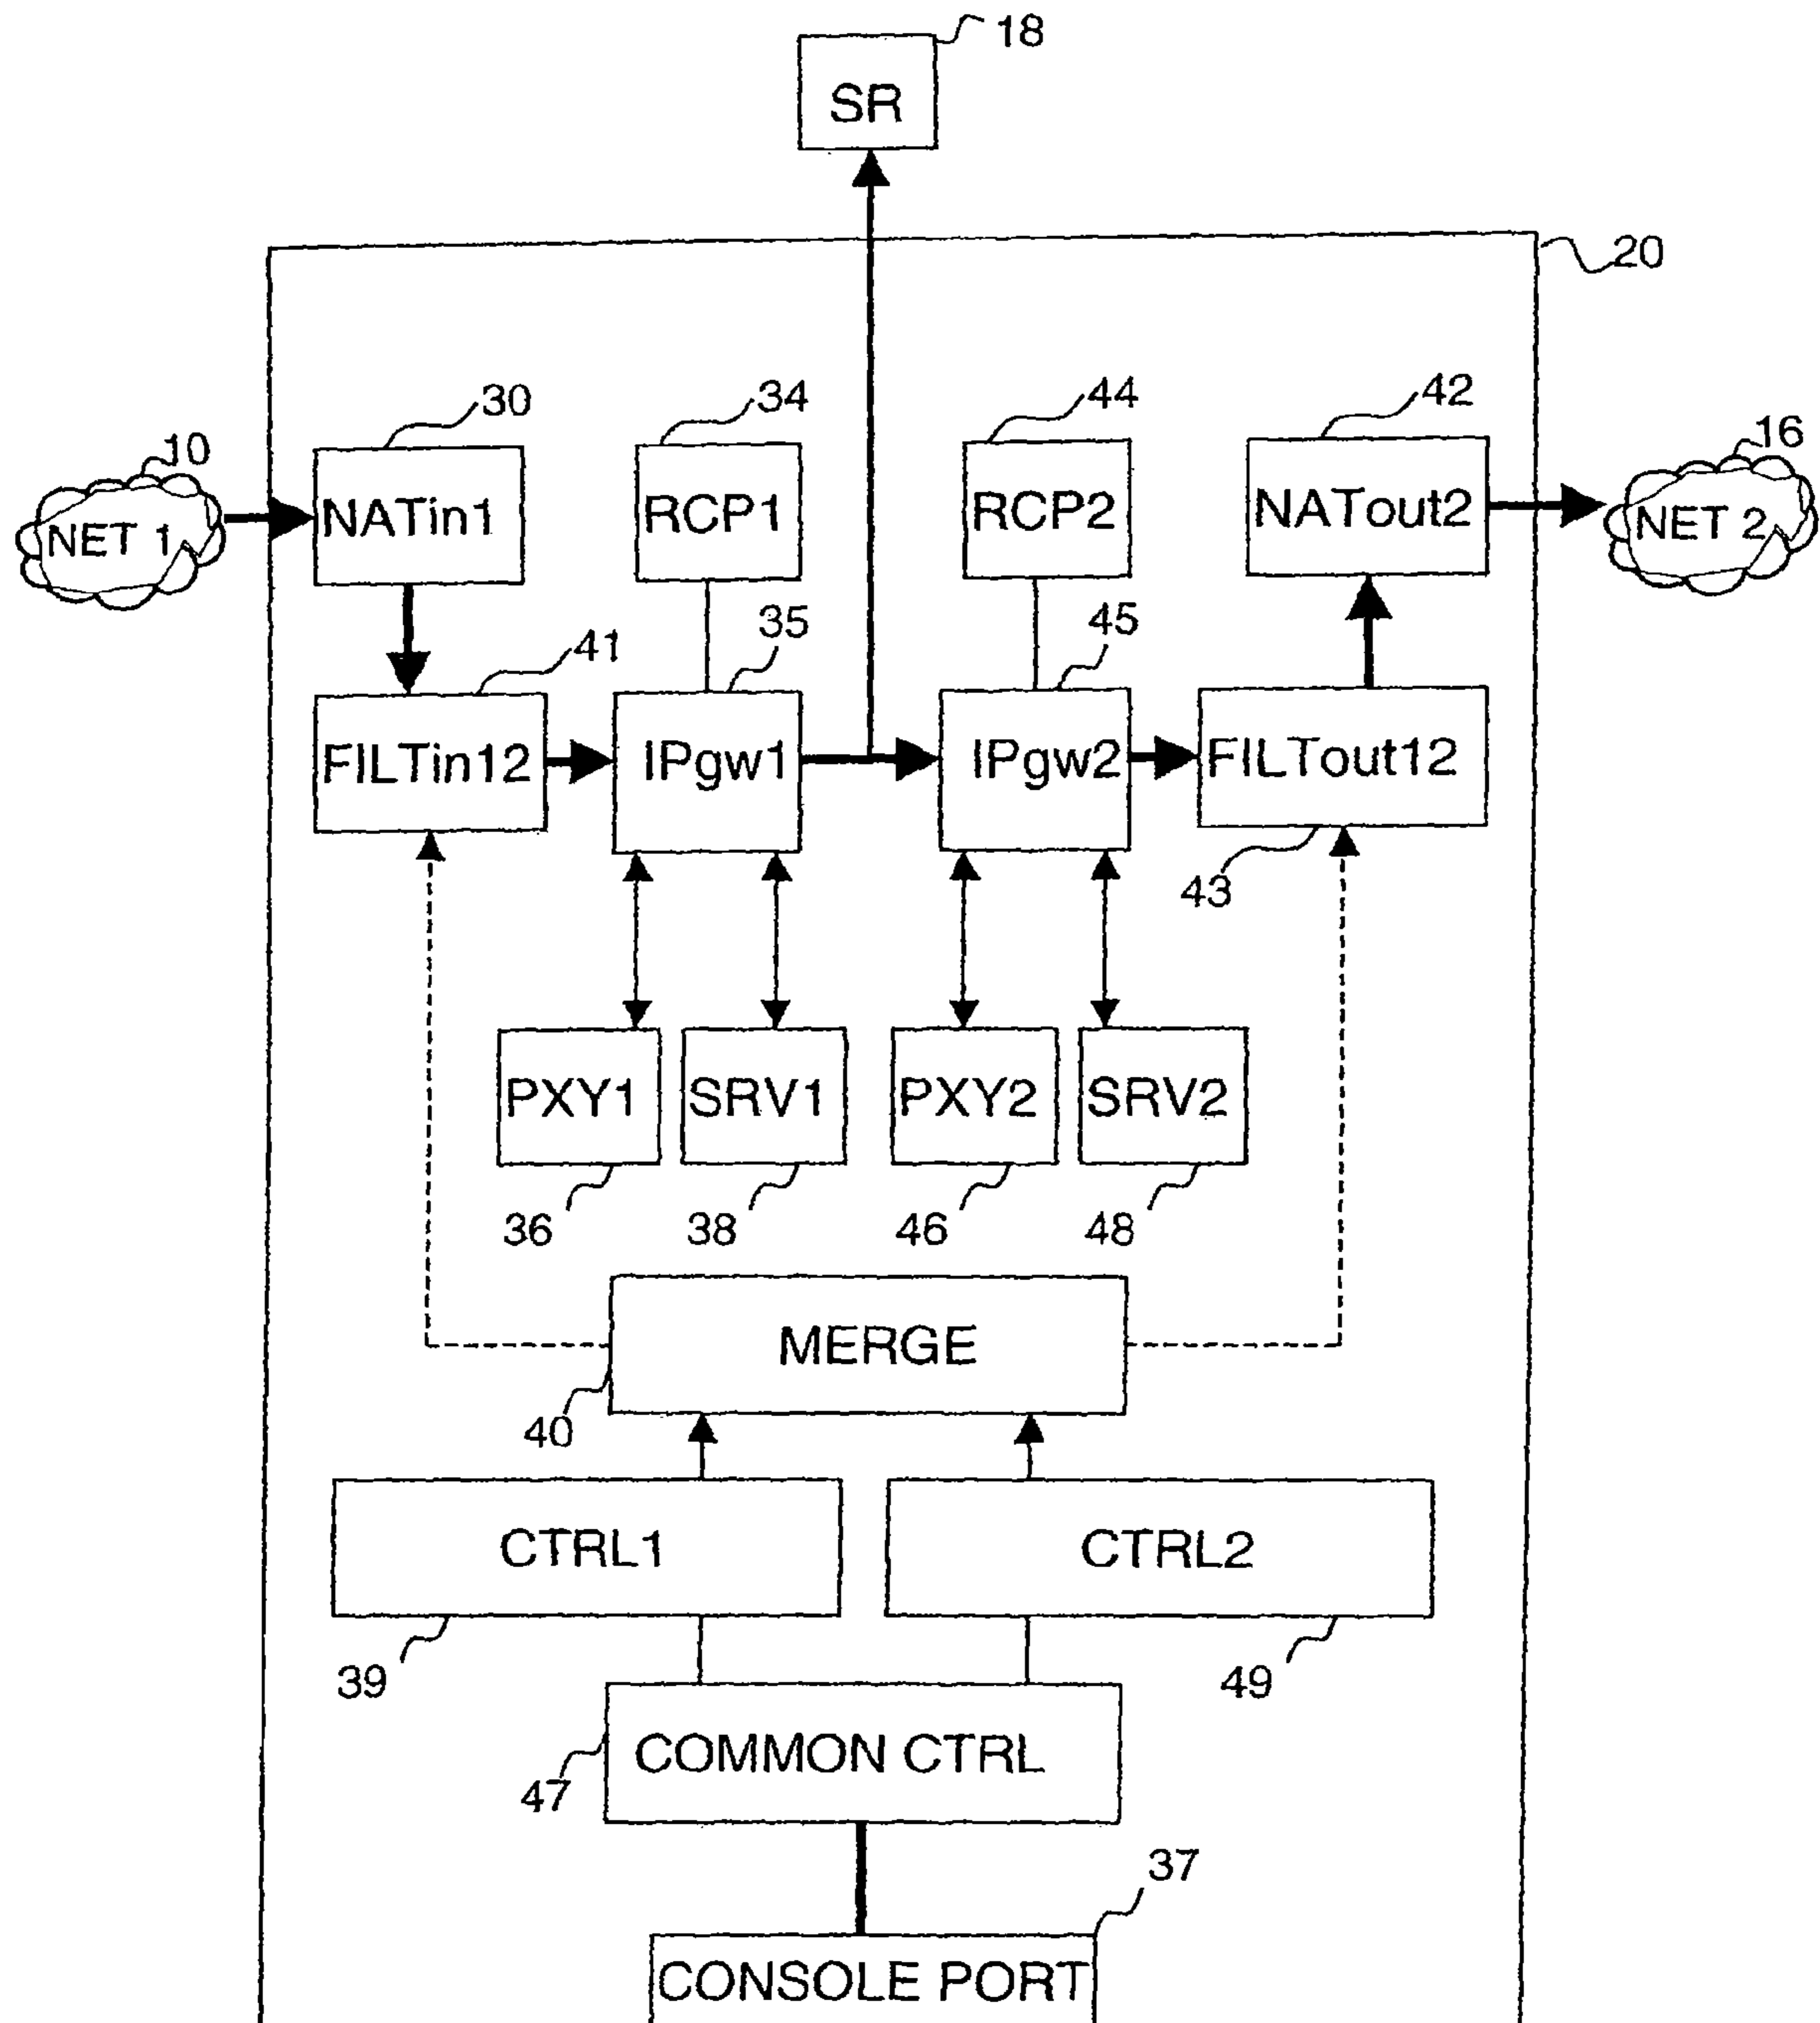 18
SR
20
10
30
34
44
42
16
NET 1
NATin1
RCP1
RCP2
NATout2
NET 2
41
35
45
FILTin12
IPgw1
IPgw2
FILTout12
43
PXY1
SRV1
PXY2
SRV2
36
38
46
48
MERGE
40
CTRL1
CTRL2
39
49
COMMON CTRL
47
37
CONSOLE PORT